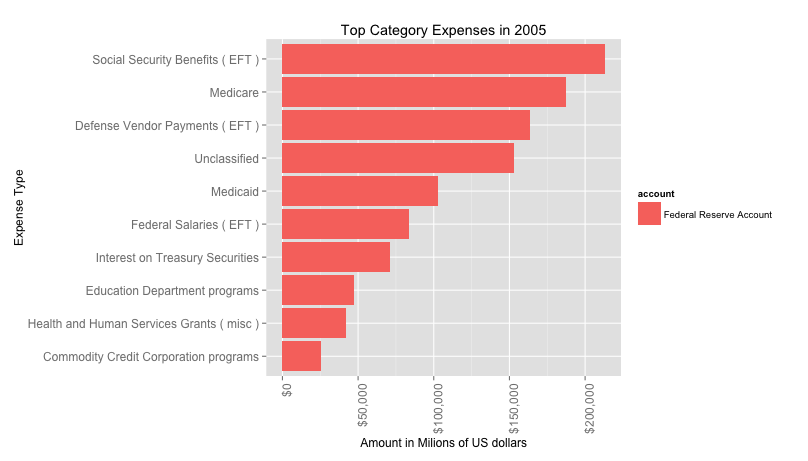 Top Category Expenses in 2005
Expense Type
Social Security Benefits ( EFT )
Medicare
Defense Vendor Payments ( EFT )
Unclassified
Medicaid
Federal Salaries ( EFT )
Interest on Treasury Securities
Education Department programs
Health and Human Services Grants ( misc )
Commodity Credit Corporation programs
$0
$50,000
$100,000
$150,000
$200,000
Amount in Milions of US dollars
account
Federal Reserve Account